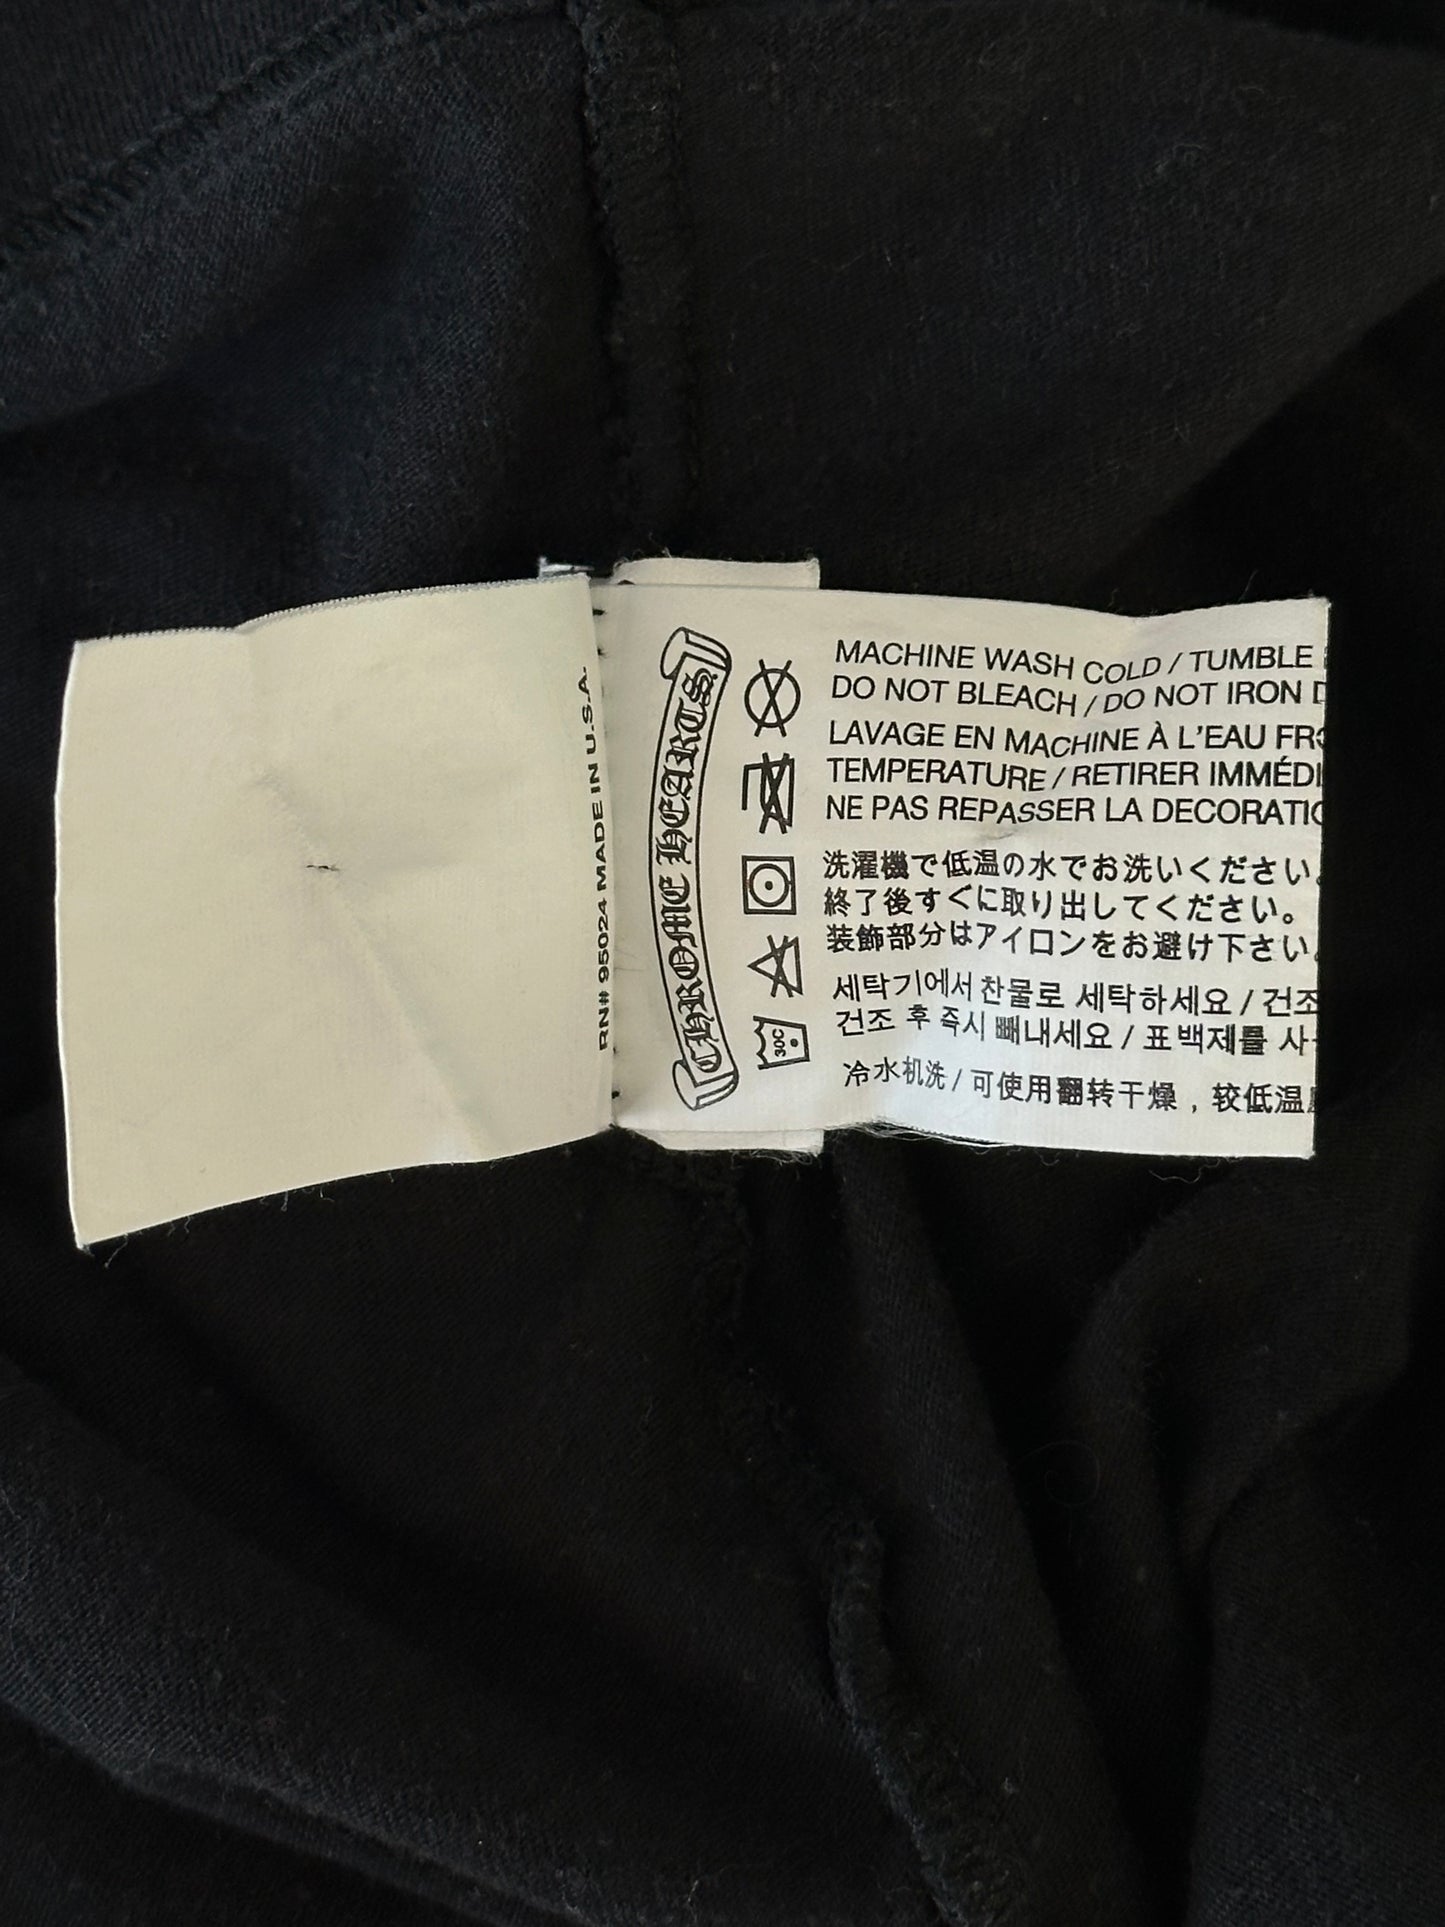 RN# 95024 MADE IN U.S.A.
CHROME HEARTS
30C
MACHINE WASH COLD / TUMBLE
DO NOT BLEACH / DO NOT IRON
LAVAGE EN MACHINE À L'EAU
TEMPERATURE / RETIRER
NE PAS REPASSER LA
洗濯機で低温の水でお洗いください。
終了後すぐに取り出してください。
装飾部分はアイロンをお避け下さい。
세탁기에서 찬물로 세탁하세요 / 건조
건조 후 즉시 빼내세요 / 표백제를
冷水机洗 / 可使用翻转干燥，较低温